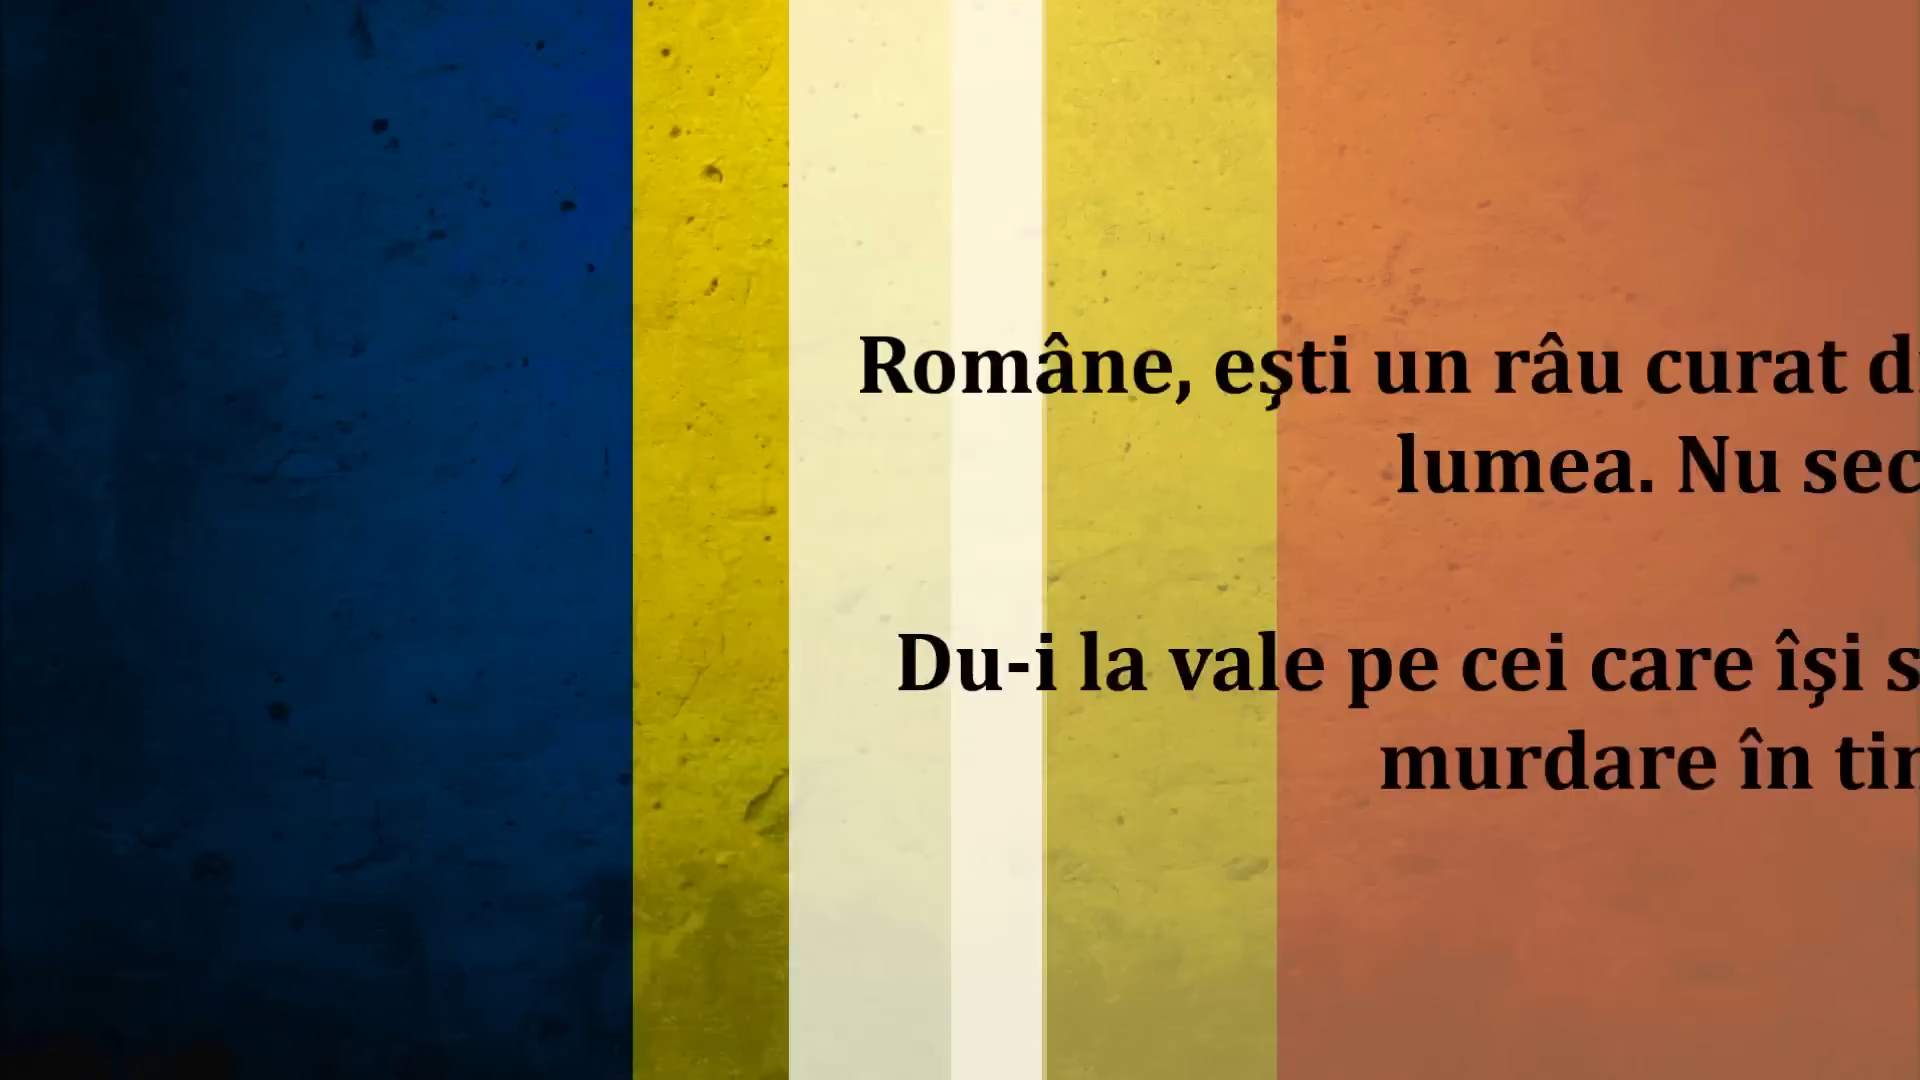 Române, eşti un râu curat
lumea. Nu
Du-i la vale pe cei care îşi
murdare în